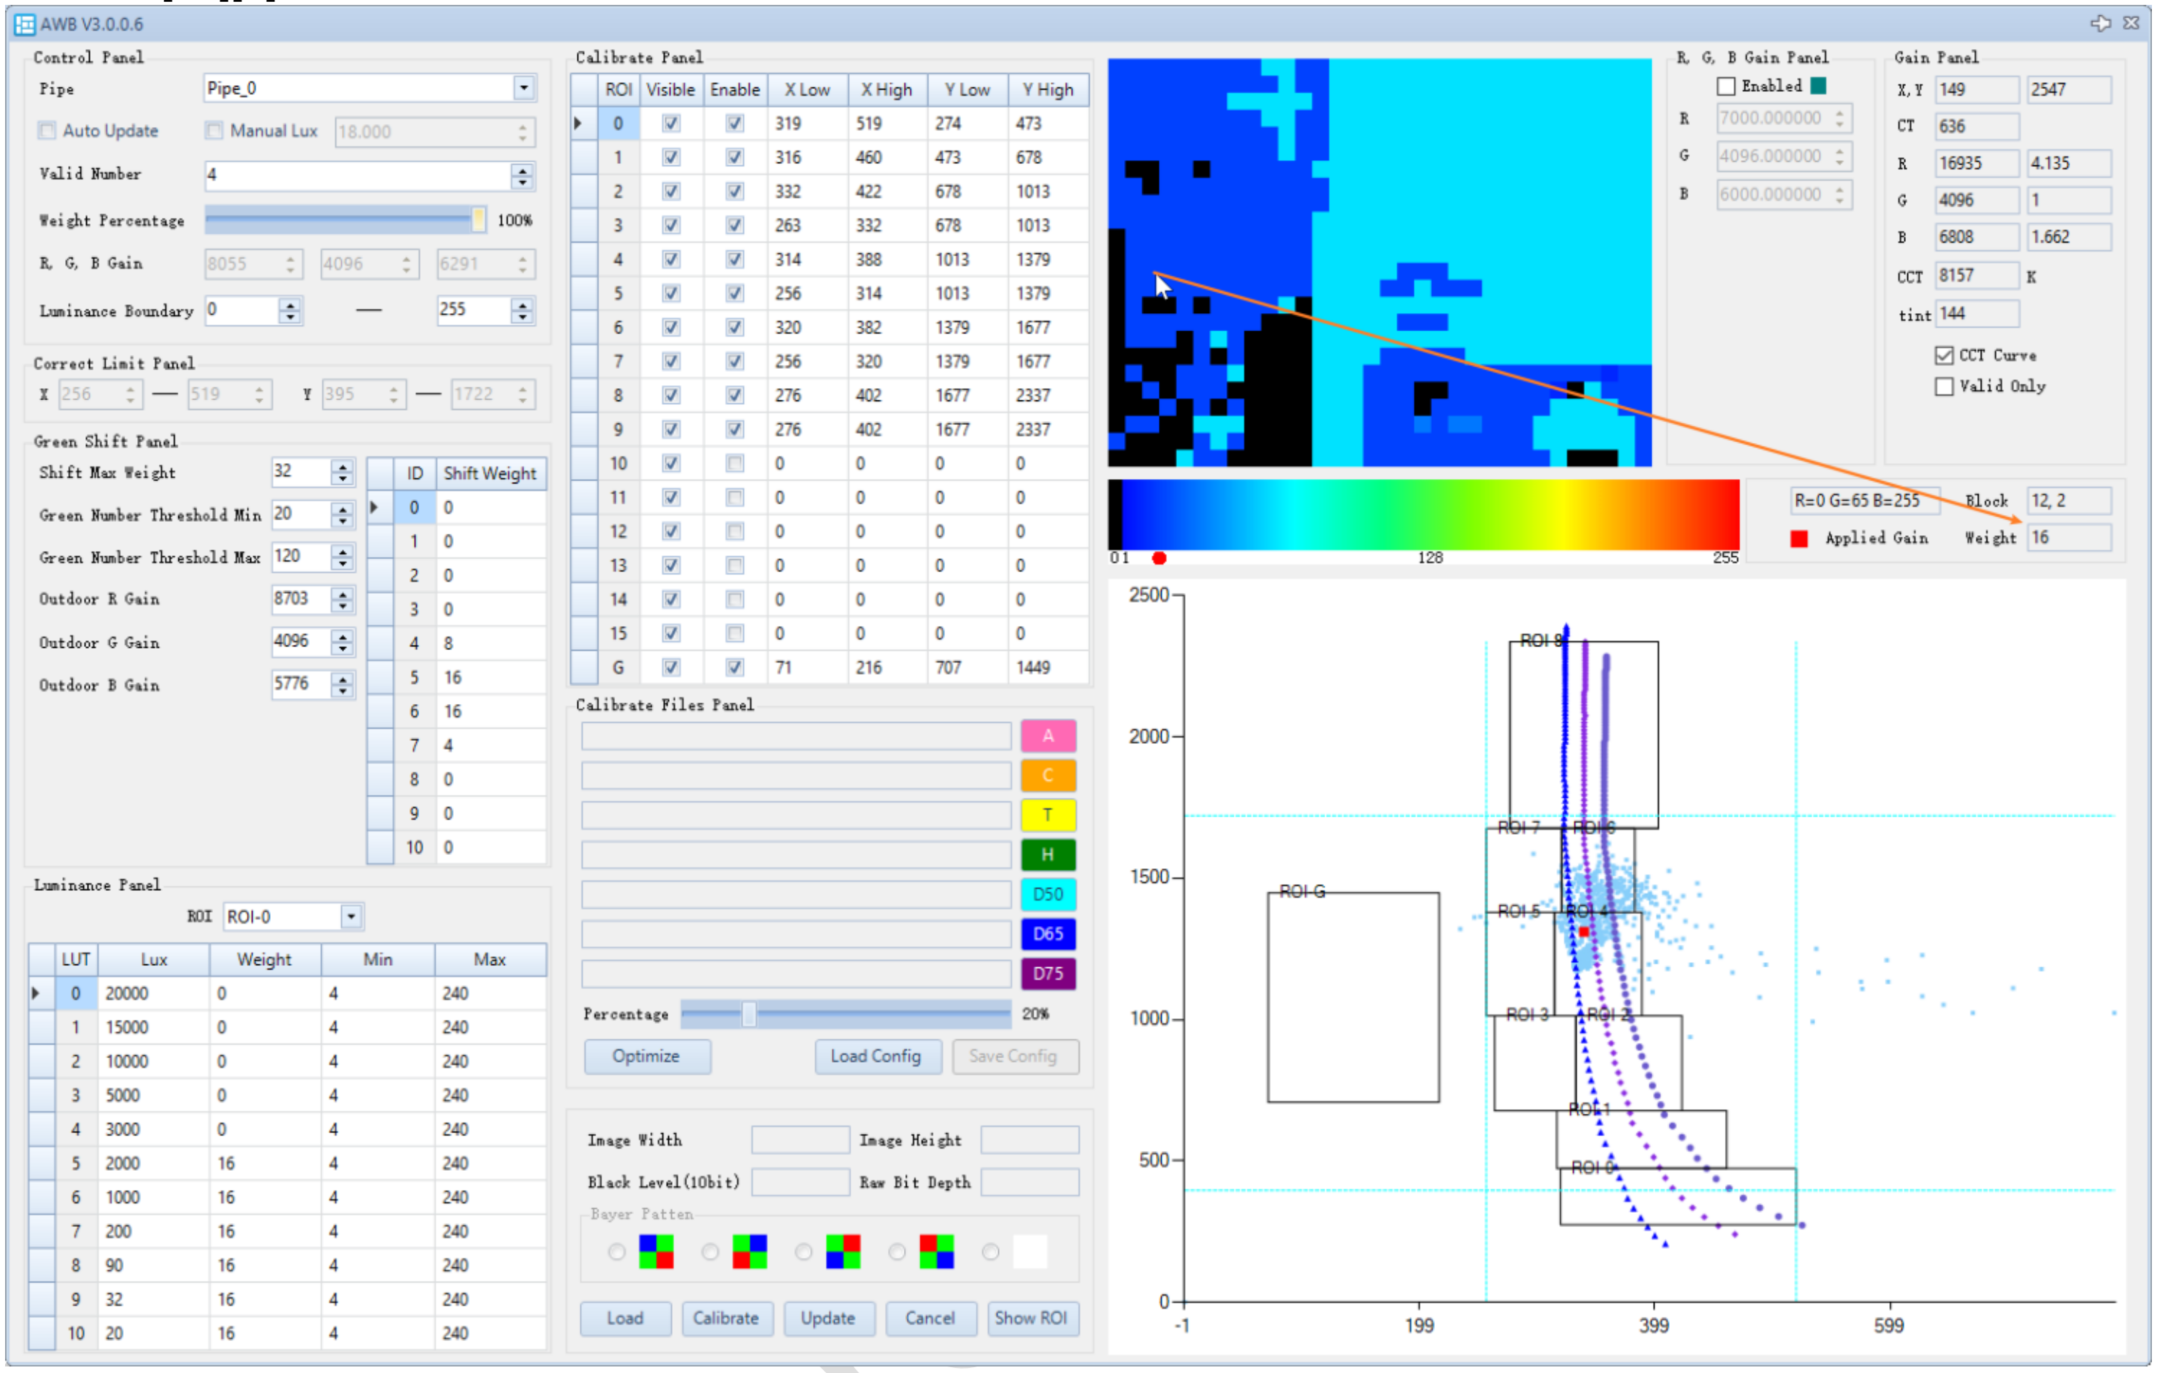 AWB V3.0.0.6
Control Panel
Pipe Pipe_0
Auto Update Manual Lux 18.000
Valid Number 4
Weight Percentage 100%
R, G, B Gain 8055 4096 6291
Luminance Boundary 0 — 255
Correct Limit Panel
X 256 — 519 Y 395 — 1722
Green Shift Panel
Shift Max Weight 32
Green Number Threshold Min 20
Green Number Threshold Max 120
Outdoor R Gain 8703
Outdoor G Gain 4096
Outdoor B Gain 5776
ID Shift Weight
0 0
1 0
2 0
3 0
4 8
5 16
6 16
7 4
8 0
9 0
10 0
Luminance Panel
ROI ROI-0
LUT Lux Weight Min Max
0 20000 0 4 240
1 15000 0 4 240
2 10000 0 4 240
3 5000 0 4 240
4 3000 0 4 240
5 2000 16 4 240
6 1000 16 4 240
7 200 16 4 240
8 90 16 4 240
9 32 16 4 240
10 20 16 4 240
Calibrate Panel
ROI Visible Enable X Low X High Y Low Y High
0 319 519 274 473
1 316 460 473 678
2 332 422 678 1013
3 263 332 678 1013
4 314 388 1013 1379
5 256 314 1013 1379
6 320 382 1379 1677
7 256 320 1379 1677
8 276 402 1677 2337
9 276 402 1677 2337
10 0 0 0 0
11 0 0 0 0
12 0 0 0 0
13 0 0 0 0
14 0 0 0 0
15 0 0 0 0
G 71 216 707 1449
Calibrate Files Panel
A
C
T
H
D50
D65
D75
Percentage 20%
Optimize Load Config Save Config
Image Width Image Height
Black Level(10bit) Raw Bit Depth
Bayer Patten
Load Calibrate Update Cancel Show ROI
R, G, B Gain Panel
Enabled
R 7000.000000
G 4096.000000
B 6000.000000
Gain Panel
X,Y 149 2547
CT 636
R 16935 4.135
G 4096 1
B 6808 1.662
CCT 8157 K
tint 144
CCT Curve
Valid Only
0 1 128 255
R=0 G=65 B=255 Block 12, 2
Applied Gain Weight 16
2500
2000
1500
1000
500
0
-1 199 399 599
ROI 7
ROI-G
ROI 5 ROI 4
ROI 3 ROI 2
ROI 1
ROI 0